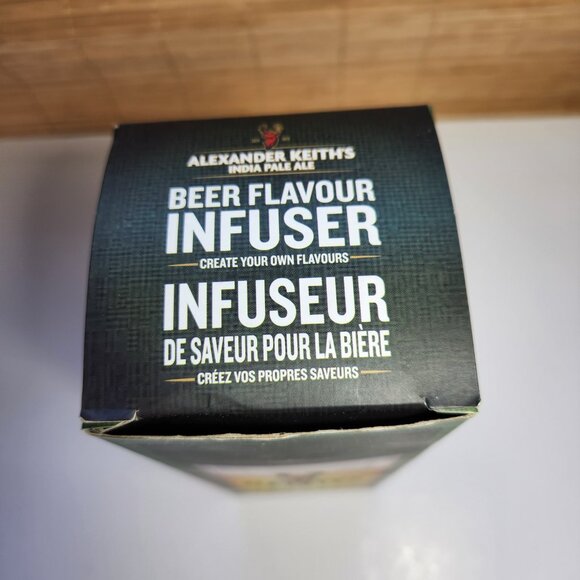 ALEXANDER KEITH'S
INDIA PALE ALE
BEER FLAVOUR
INFUSER
CREATE YOUR OWN FLAVOURS
INFUSEUR
DE SAVEUR POUR LA BIÈRE
CRÉEZ VOS PROPRES SAVEURS